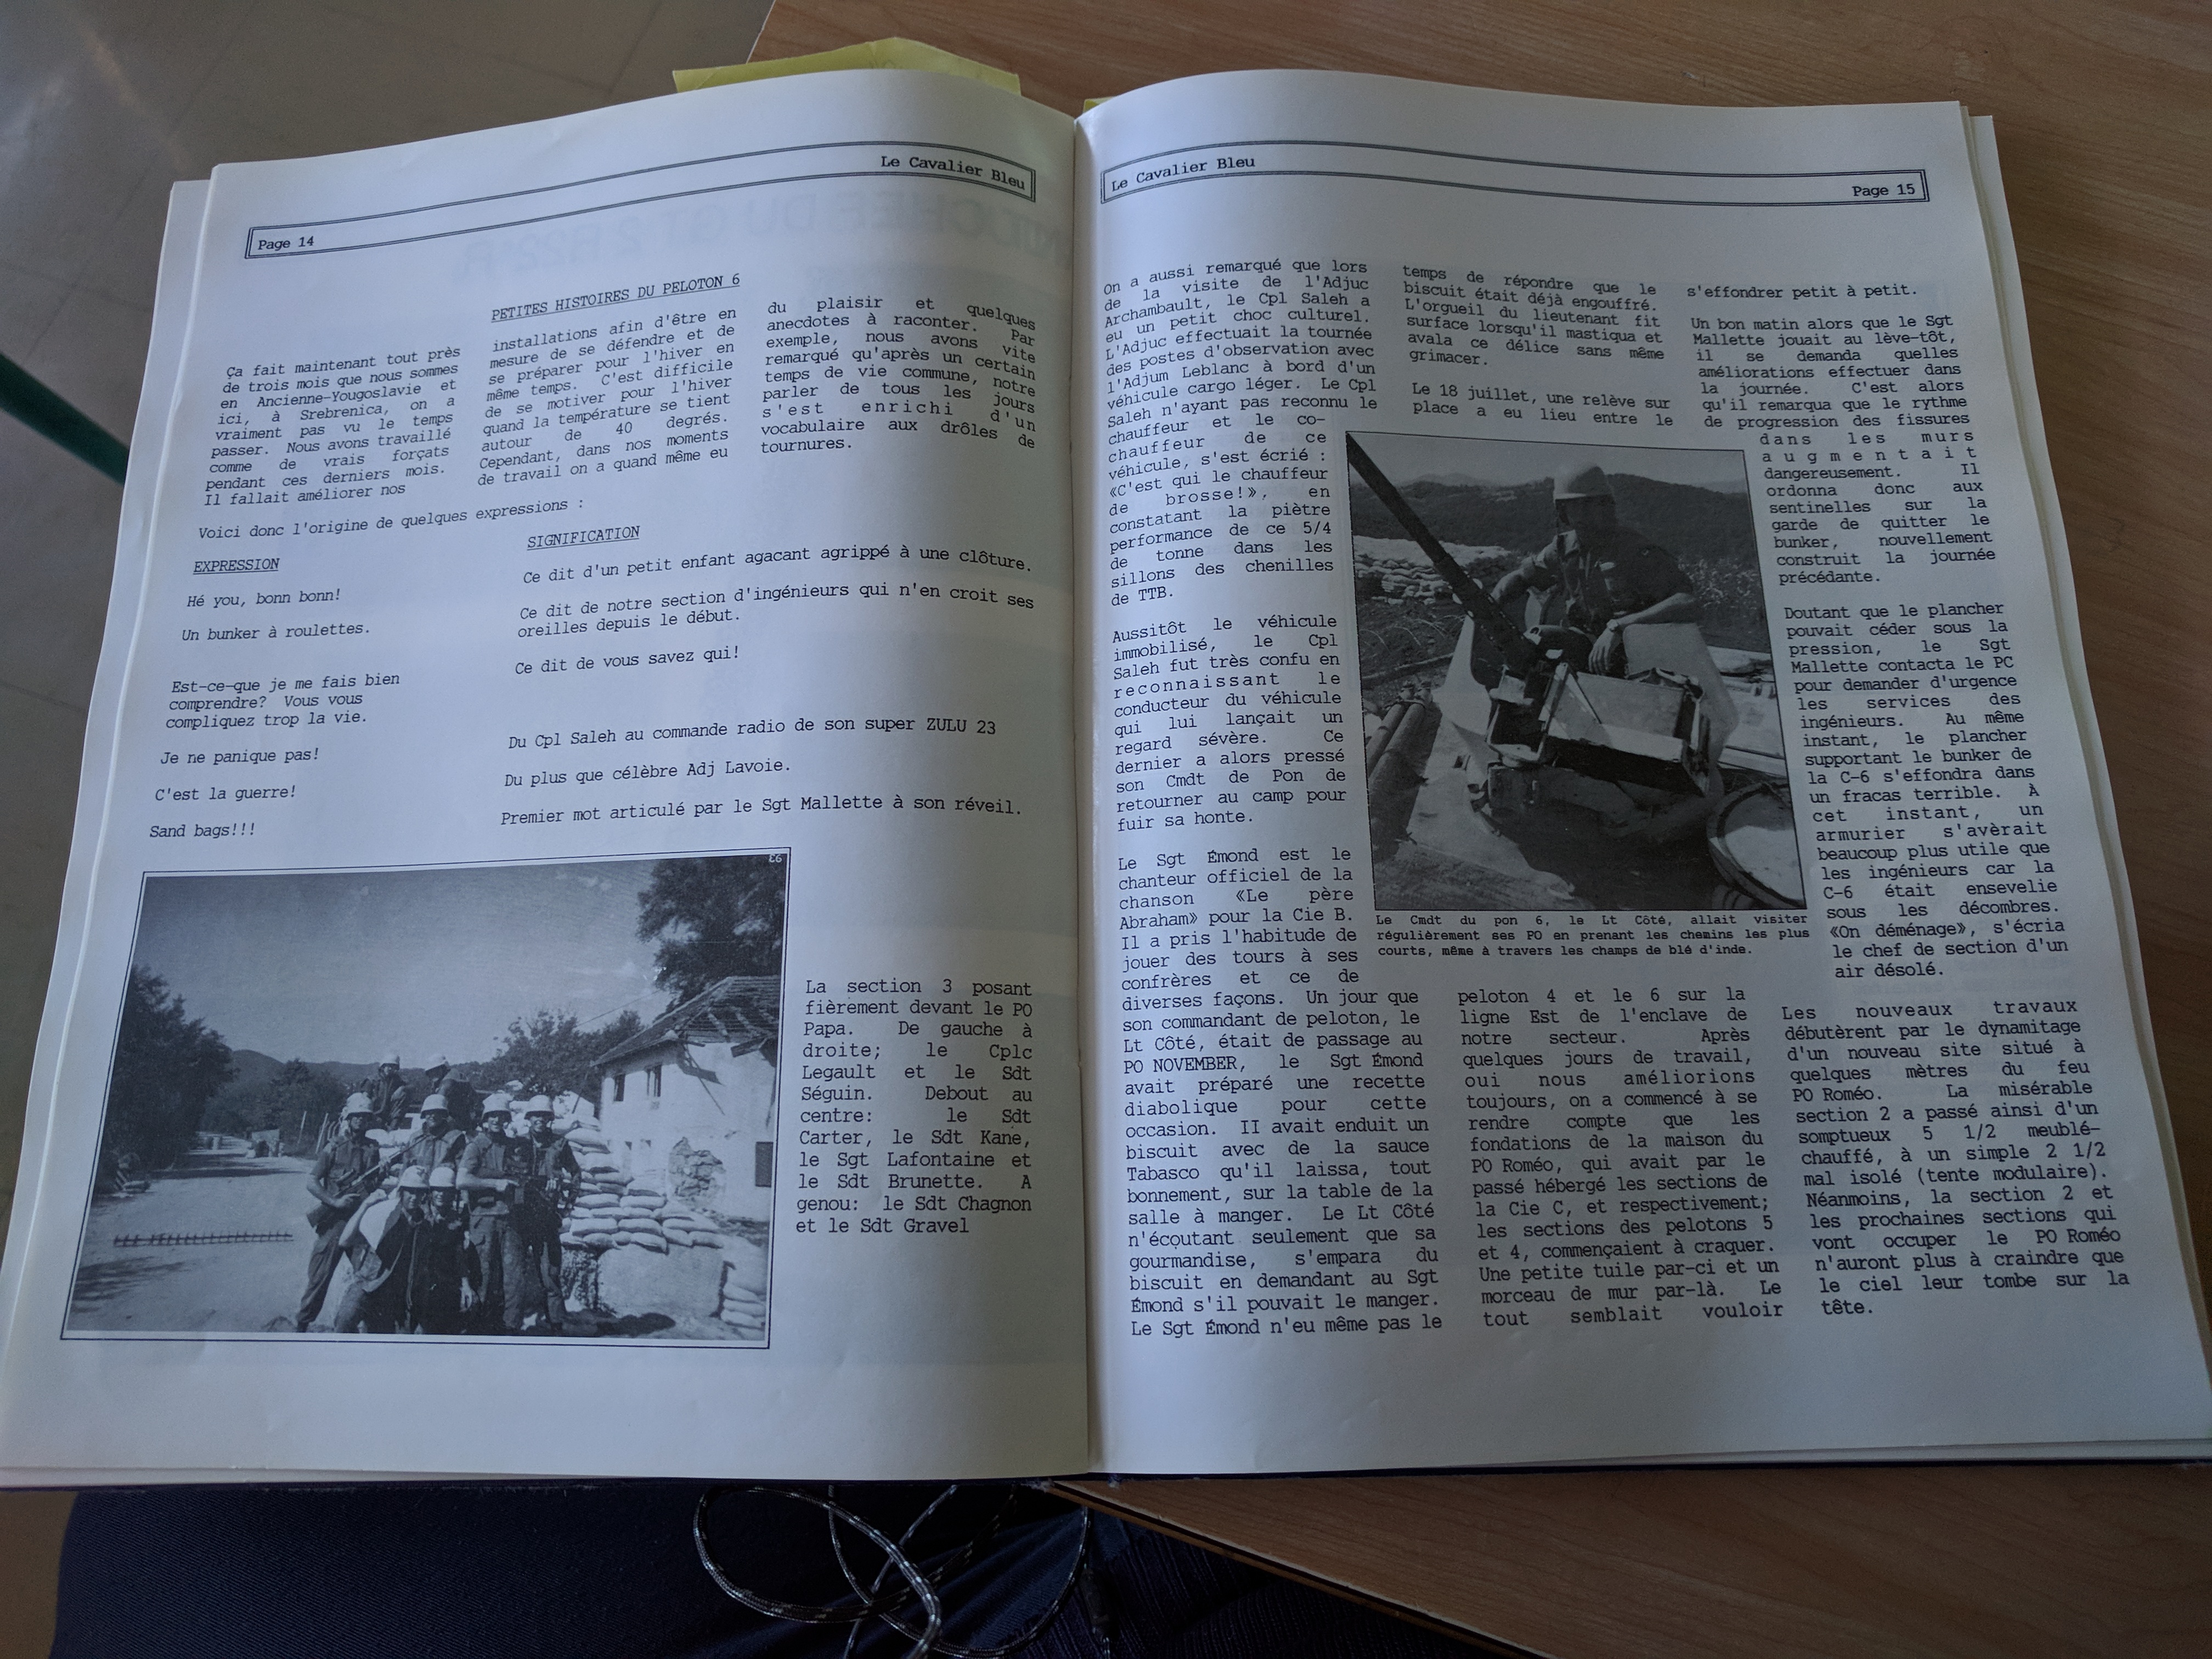 Le Cavalier Bleu
Page 14
PETITES HISTOIRES DU PELOTON 6
Ça fait maintenant tout près
de trois mois que nous sommes
en Ancienne-Yougoslavie et
ici, à Srebrenica, on a
vraiment pas vu le temps
passer. Nous avons travaillé
comme de vrais forçats
pendant ces derniers mois.
Il fallait améliorer nos
installations afin d'être en
mesure de se défendre et de
se préparer pour l'hiver en
même temps. C'est difficile
de se motiver pour l'hiver
quand la température se tient
autour de 40 degrés.
Cependant, dans nos moments
de travail on a quand même eu
du plaisir et quelques
anecdotes à raconter. Par
exemple, nous avons vite
remarqué qu'après un certain
temps de vie commune, notre
parler de tous les jours
s'est enrichi d'un
vocabulaire aux drôles de
tournures.
Voici donc l'origine de quelques expressions :
EXPRESSION
SIGNIFICATION
Hé you, bonn bonn!
Ce dit d'un petit enfant agacant agrippé à une clôture.
Un bunker à roulettes.
Ce dit de notre section d'ingénieurs qui n'en croit ses
oreilles depuis le début.
Est-ce-que je me fais bien
comprendre? Vous vous
compliquez trop la vie.
Ce dit de vous savez qui!
Je ne panique pas!
Du Cpl Saleh au commande radio de son super ZULU 23
C'est la guerre!
Du plus que célèbre Adj Lavoie.
Sand bags!!!
Premier mot articulé par le Sgt Mallette à son réveil.
La section 3 posant
fièrement devant le PO
Papa. De gauche à
droite; le Cplc
Legault et le Sdt
Séguin. Debout au
centre: le Sdt
Carter, le Sdt Kane,
le Sgt Lafontaine et
le Sdt Brunette. A
genou: le Sdt Chagnon
et le Sdt Gravel
Le Cavalier Bleu
Page 15
On a aussi remarqué que lors
de la visite de l'Adjuc
Archambault, le Cpl Saleh a
eu un petit choc culturel.
L'Adjuc effectuait la tournée
des postes d'observation avec
l'Adjum Leblanc à bord d'un
véhicule cargo léger. Le Cpl
Saleh n'ayant pas reconnu le
chauffeur et le co-
chauffeur de ce
véhicule, s'est écrié :
«C'est qui le chauffeur
de brosse!», en
constatant la piètre
performance de ce 5/4
de tonne dans les
sillons des chenilles
de TTB.
Aussitôt le véhicule
immobilisé, le Cpl
Saleh fut très confu en
reconnaissant le
conducteur du véhicule
qui lui lançait un
regard sévère. Ce
dernier a alors pressé
son Cmdt de Pon de
retourner au camp pour
fuir sa honte.
Le Sgt Émond est le
chanteur officiel de la
chanson «Le père
Abraham» pour la Cie B.
Il a pris l'habitude de
jouer des tours à ses
confrères et ce de
diverses façons. Un jour que
son commandant de peloton, le
Lt Côté, était de passage au
PO NOVEMBER, le Sgt Émond
avait préparé une recette
diabolique pour cette
occasion. II avait enduit un
biscuit avec de la sauce
Tabasco qu'il laissa, tout
bonnement, sur la table de la
salle à manger. Le Lt Côté
n'écoutant seulement que sa
gourmandise, s'empara du
biscuit en demandant au Sgt
Émond s'il pouvait le manger.
Le Sgt Émond n'eu même pas le
temps de répondre que le
biscuit était déjà engouffré.
L'orgueil du lieutenant fit
surface lorsqu'il mastiqua et
avala ce délice sans même
grimacer.
Le 18 juillet, une relève sur
place a eu lieu entre le
Le Cmdt du pon 6, le Lt Côté, allait visiter
régulièrement ses PO en prenant les chemins les plus
courts, même à travers les champs de blé d'inde.
peloton 4 et le 6 sur la
ligne Est de l'enclave de
notre secteur. Après
quelques jours de travail,
oui nous améliorions
toujours, on a commencé à se
rendre compte que les
fondations de la maison du
PO Roméo, qui avait par le
passé hébergé les sections de
la Cie C, et respectivement;
les sections des pelotons 5
et 4, commençaient à craquer.
Une petite tuile par-ci et un
morceau de mur par-là. Le
tout semblait vouloir
s'effondrer petit à petit.
Un bon matin alors que le Sgt
Mallette jouait au lève-tôt,
il se demanda quelles
améliorations effectuer dans
la journée. C'est alors
qu'il remarqua que le rythme
de progression des fissures
dans les murs
augmentait
dangereusement. Il
ordonna donc aux
sentinelles sur la
garde de quitter le
bunker, nouvellement
construit la journée
précédante.
Doutant que le plancher
pouvait céder sous la
pression, le Sgt
Mallette contacta le PC
pour demander d'urgence
les services des
ingénieurs. Au même
instant, le plancher
supportant le bunker de
la C-6 s'effondra dans
un fracas terrible. À
cet instant, un
armurier s'avèrait
beaucoup plus utile que
les ingénieurs car la
C-6 était ensevelie
sous les décombres.
«On déménage», s'écria
le chef de section d'un
air désolé.
Les nouveaux travaux
débutèrent par le dynamitage
d'un nouveau site situé à
quelques mètres du feu
PO Roméo. La misérable
section 2 a passé ainsi d'un
somptueux 5 1/2 meublé-
chauffé, à un simple 2 1/2
mal isolé (tente modulaire).
Néanmoins, la section 2 et
les prochaines sections qui
vont occuper le PO Roméo
n'auront plus à craindre que
le ciel leur tombe sur la
tête.